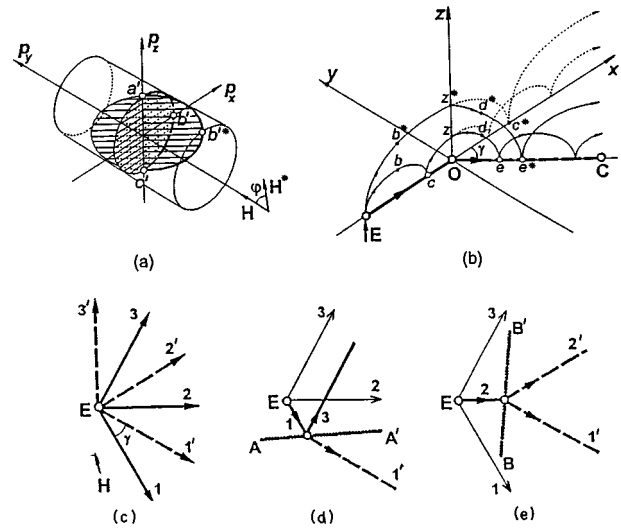 p_y
p_z
p_x
a'
b'
b'*
c'
φ
H*
H
(a)
z
y
x
z*
d*
b*
c*
z
d
b
c
O
γ
e
e*
C
E
(b)
3'
3
2'
E
2
γ
1'
H
1
(c)
3
E
2
1
3
A
A'
1'
(d)
3
B'
2'
E
2
B
1'
1
(e)